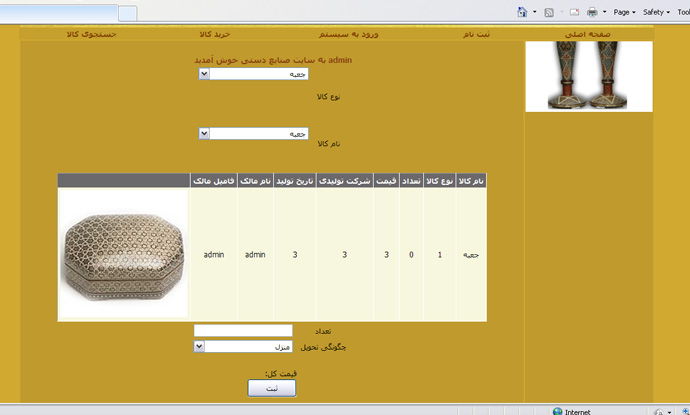 Page Safety Tool
صفحه اصلی ثبت نام ورود به سیستم خرید کالا جستجوی کالا
admin به سایت صنایع دستی خوش آمدید
جعبه
نوع کالا
جعبه
نام کالا
نام کالا نوع کالا تعداد قیمت شرکت تولیدی تاریخ تولید نام مالک فامیل مالک
جعبه 1 0 3 3 3 admin admin
تعداد
چگونگی تحویل منزل
قیمت کل:
ثبت
Internet